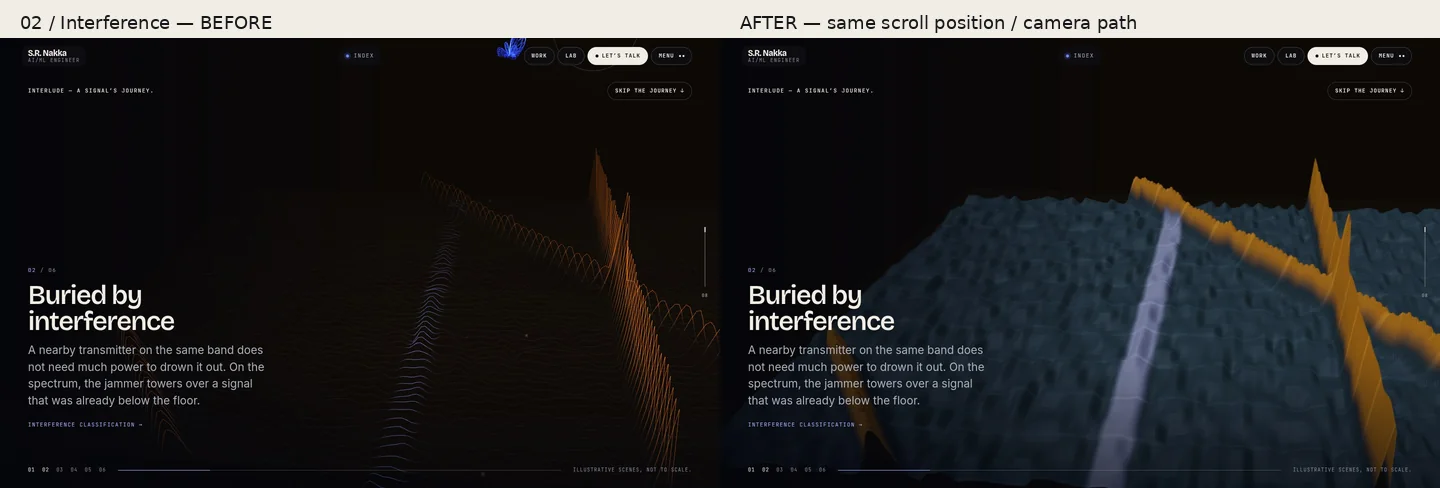 02 / Interference — BEFORE
S.R. Nakka
AI/ML ENGINEER
INDEX
WORK
LAB
LET'S TALK
MENU
INTERLUDE — A SIGNAL'S JOURNEY.
SKIP THE JOURNEY ↓
02 / 06
Buried by
interference
A nearby transmitter on the same band does
not need much power to drown it out. On the
spectrum, the jammer towers over a signal
that was already below the floor.
INTERFERENCE CLASSIFICATION →
01 02 03 04 05 06
ILLUSTRATIVE SCENES, NOT TO SCALE.
AFTER — same scroll position / camera path
S.R. Nakka
AI/ML ENGINEER
INDEX
WORK
LAB
LET'S TALK
MENU
INTERLUDE — A SIGNAL'S JOURNEY.
SKIP THE JOURNEY ↓
02 / 06
Buried by
interference
A nearby transmitter on the same band does
not need much power to drown it out. On the
spectrum, the jammer towers over a signal
that was already below the floor.
INTERFERENCE CLASSIFICATION →
01 02 03 04 05 06
ILLUSTRATIVE SCENES, NOT TO SCALE.